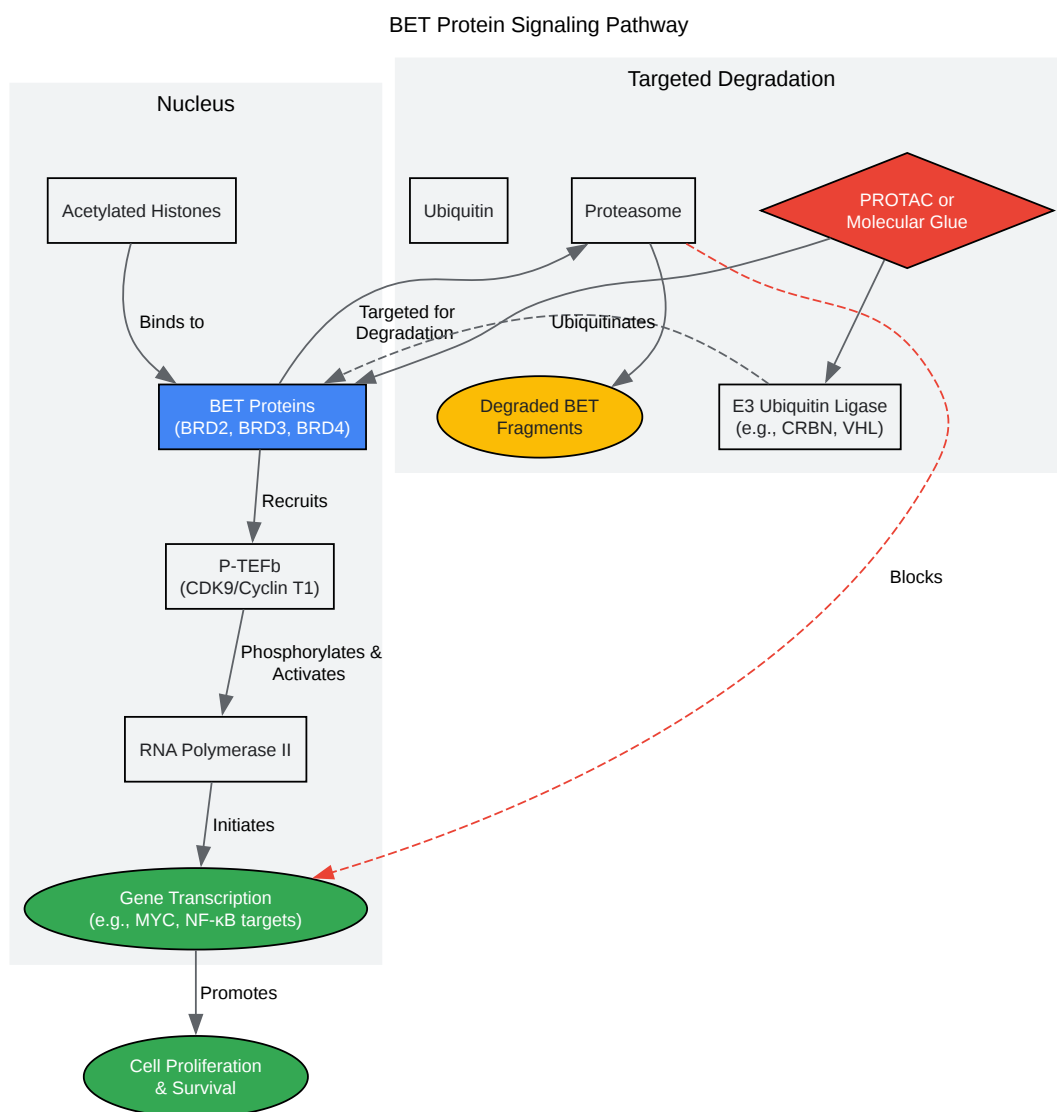 BET Protein Signaling Pathway
Targeted Degradation
Nucleus
Acetylated Histones
Ubiquitin
Proteasome
PROTAC or
Molecular Glue
Binds to
Targeted for
Degradation
Ubiquitinates
BET Proteins
(BRD2, BRD3, BRD4)
Degraded BET
Fragments
E3 Ubiquitin Ligase
(e.g., CRBN, VHL)
Recruits
P-TEFb
(CDK9/Cyclin T1)
Blocks
Phosphorylates &
Activates
RNA Polymerase II
Initiates
Gene Transcription
(e.g., MYC, NF-κB targets)
Promotes
Cell Proliferation
& Survival